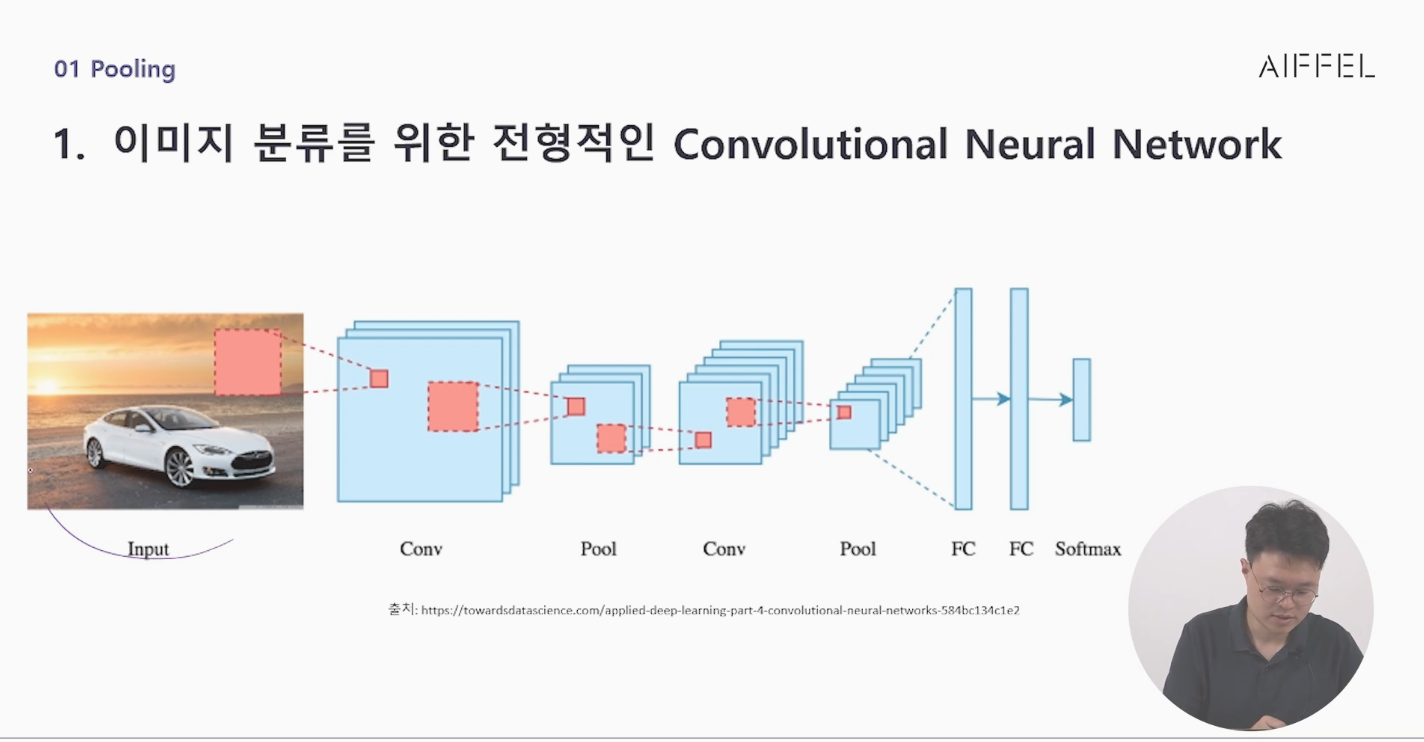 01 Pooling
AIFFEL
1. 이미지 분류를 위한 전형적인 Convolutional Neural Network
Input Conv Pool Conv Pool FC FC Softmax
출처: https://towardsdatascience.com/applied-deep-learning-part-4-convolutional-neural-networks-584bc134c1e2